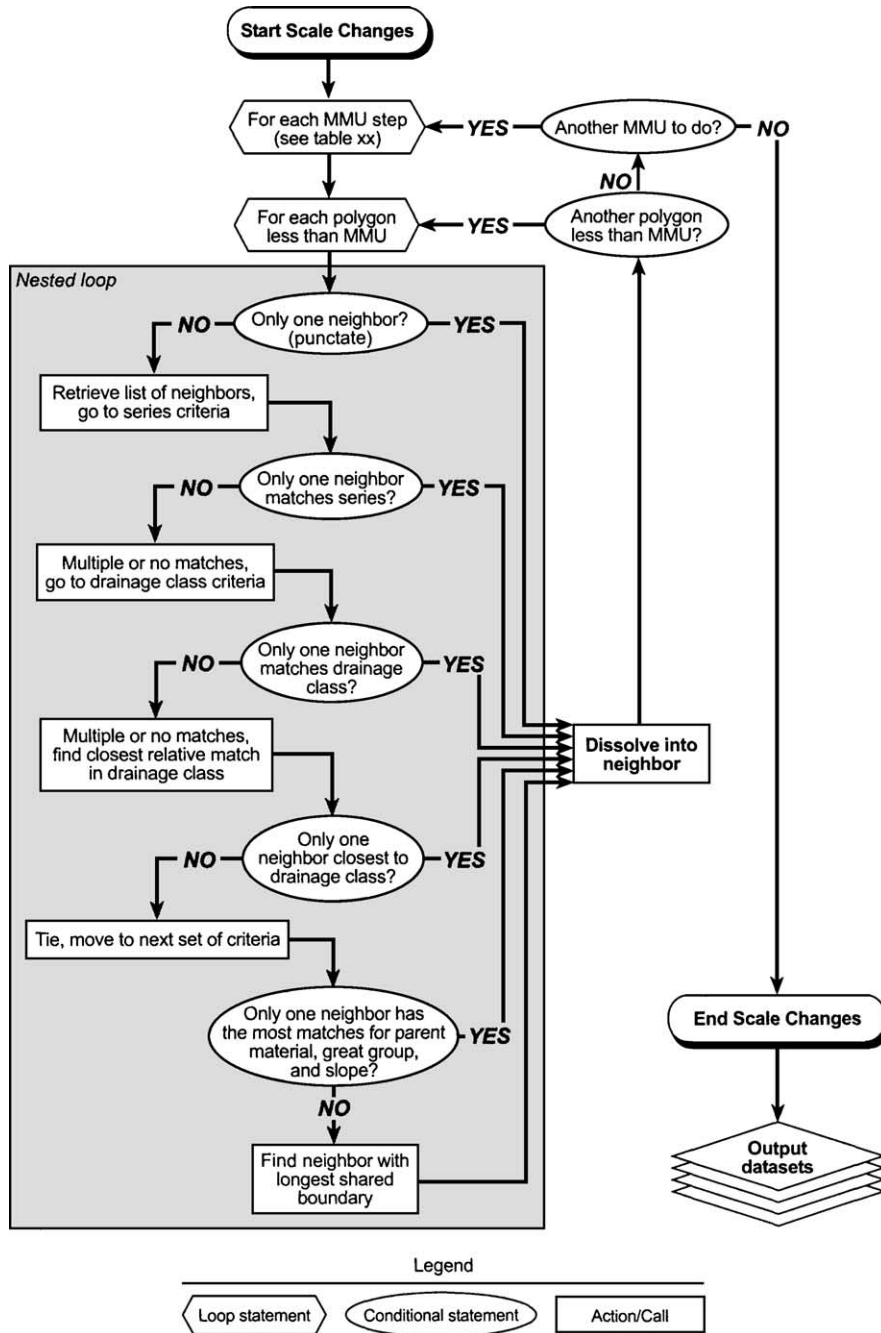 Start Scale Changes
For each MMU step
(see table xx)
YES
Another MMU to do?
NO
NO
For each polygon
less than MMU
YES
Another polygon
less than MMU?
Nested loop
NO
Only one neighbor?
(punctate)
YES
Retrieve list of neighbors,
go to series criteria
NO
Only one neighbor
matches series?
YES
Multiple or no matches,
go to drainage class criteria
NO
Only one neighbor
matches drainage
class?
YES
Multiple or no matches,
find closest relative match
in drainage class
Dissolve into
neighbor
NO
Only one
neighbor closest to
drainage class?
YES
Tie, move to next set of criteria
Only one neighbor has
the most matches for parent
material, great group,
and slope?
YES
NO
Find neighbor with
longest shared
boundary
End Scale Changes
Output
datasets
Legend
Loop statement
Conditional statement
Action/Call